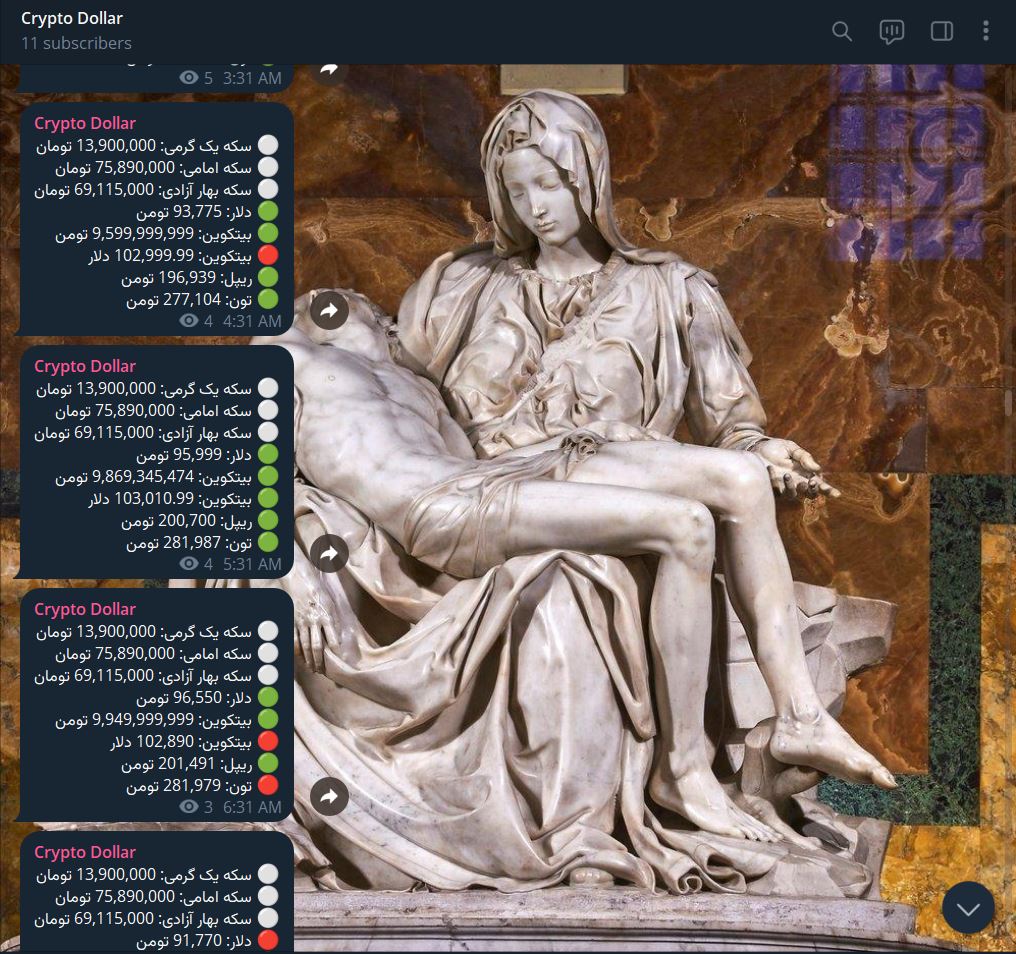 Crypto Dollar
11 subscribers
5 3:31 AM
Crypto Dollar
سکه یک گرمی: 13,900,000 تومان
سکه امامی: 75,890,000 تومان
سکه بهار آزادی: 69,115,000 تومان
دلار: 93,775 تومن
بیتکوین: 9,599,999,999 تومن
بیتکوین: 102,999.99 دلار
ریپل: 196,939 تومن
تون: 277,104 تومن
4 4:31 AM
Crypto Dollar
سکه یک گرمی: 13,900,000 تومان
سکه امامی: 75,890,000 تومان
سکه بهار آزادی: 69,115,000 تومان
دلار: 95,999 تومن
بیتکوین: 9,869,345,474 تومن
بیتکوین: 103,010.99 دلار
ریپل: 200,700 تومن
تون: 281,987 تومن
4 5:31 AM
Crypto Dollar
سکه یک گرمی: 13,900,000 تومان
سکه امامی: 75,890,000 تومان
سکه بهار آزادی: 69,115,000 تومان
دلار: 96,550 تومن
بیتکوین: 9,949,999,999 تومن
بیتکوین: 102,890 دلار
ریپل: 201,491 تومن
تون: 281,979 تومن
3 6:31 AM
Crypto Dollar
سکه یک گرمی: 13,900,000 تومان
سکه امامی: 75,890,000 تومان
سکه بهار آزادی: 69,115,000 تومان
دلار: 91,770 تومن